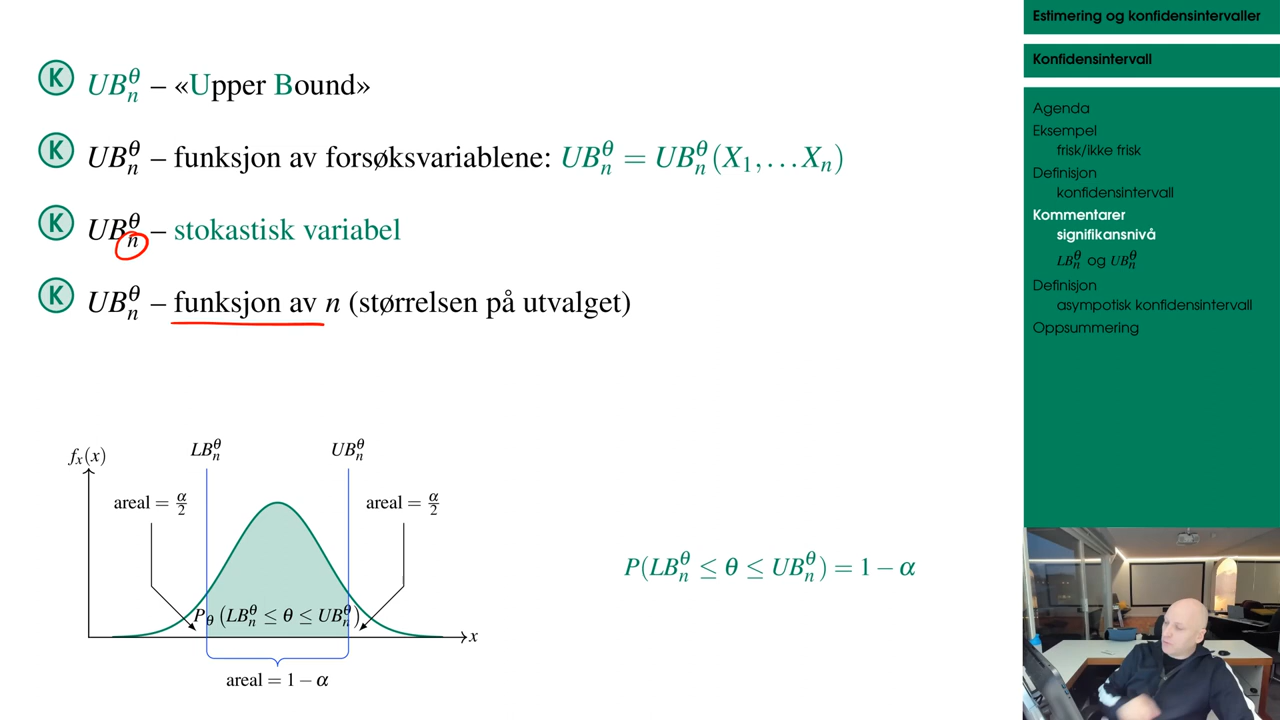 K UB_n^θ – «Upper Bound»
K UB_n^θ – funksjon av forsøksvariablene: UB_n^θ = UB_n^θ(X_1, … X_n)
K UB_n^θ – stokastisk variabel
K UB_n^θ – funksjon av n (størrelsen på utvalget)
f_x(x)
LB_n^θ
UB_n^θ
areal = α/2
areal = α/2
P_θ (LB_n^θ ≤ θ ≤ UB_n^θ)
x
areal = 1 − α
P(LB_n^θ ≤ θ ≤ UB_n^θ) = 1 − α
Estimering og konfidensintervaller
Konfidensintervall
Agenda
Eksempel
frisk/ikke frisk
Definisjon
konfidensintervall
Kommentarer
signifikansnivå
LB_n^θ og UB_n^θ
Definisjon
asympotisk konfidensintervall
Oppsummering